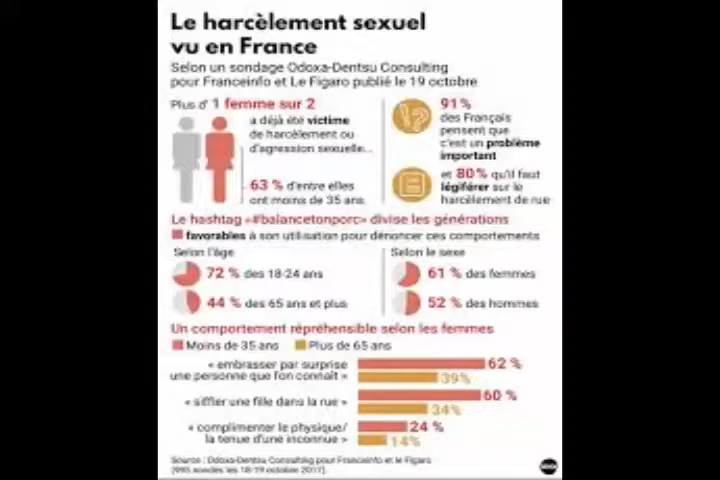 Le harcèlement sexuel
vu en France
Selon un sondage Odoxa-Dentsu Consulting
pour Franceinfo et Le Figaro publié le 19 octobre
Plus d' 1 femme sur 2
a déjà été victime
de harcèlement ou
d'agression sexuelle...
63 % d'entre elles
ont moins de 35 ans
91 %
des Français
pensent que
c'est un problème
important
et 80 % qu'il faut
légiférer sur le
harcèlement de rue
Le hashtag «#balancetonporc» divise les générations
favorables à son utilisation pour dénoncer ces comportements
Selon l'âge
72 % des 18-24 ans
44 % des 65 ans et plus
Selon le sexe
61 % des femmes
52 % des hommes
Un comportement répréhensible selon les femmes
Moins de 35 ans Plus de 65 ans
« embrasser par surprise
une personne que l'on connaît »
62 %
39%
« siffler une fille dans la rue »
60 %
34%
« complimenter le physique/
la tenue d'une inconnue »
24 %
14%
Source : Odoxa-Dentsu Consulting pour Franceinfo et le Figaro
(995 sondés les 18-19 octobre 2017).